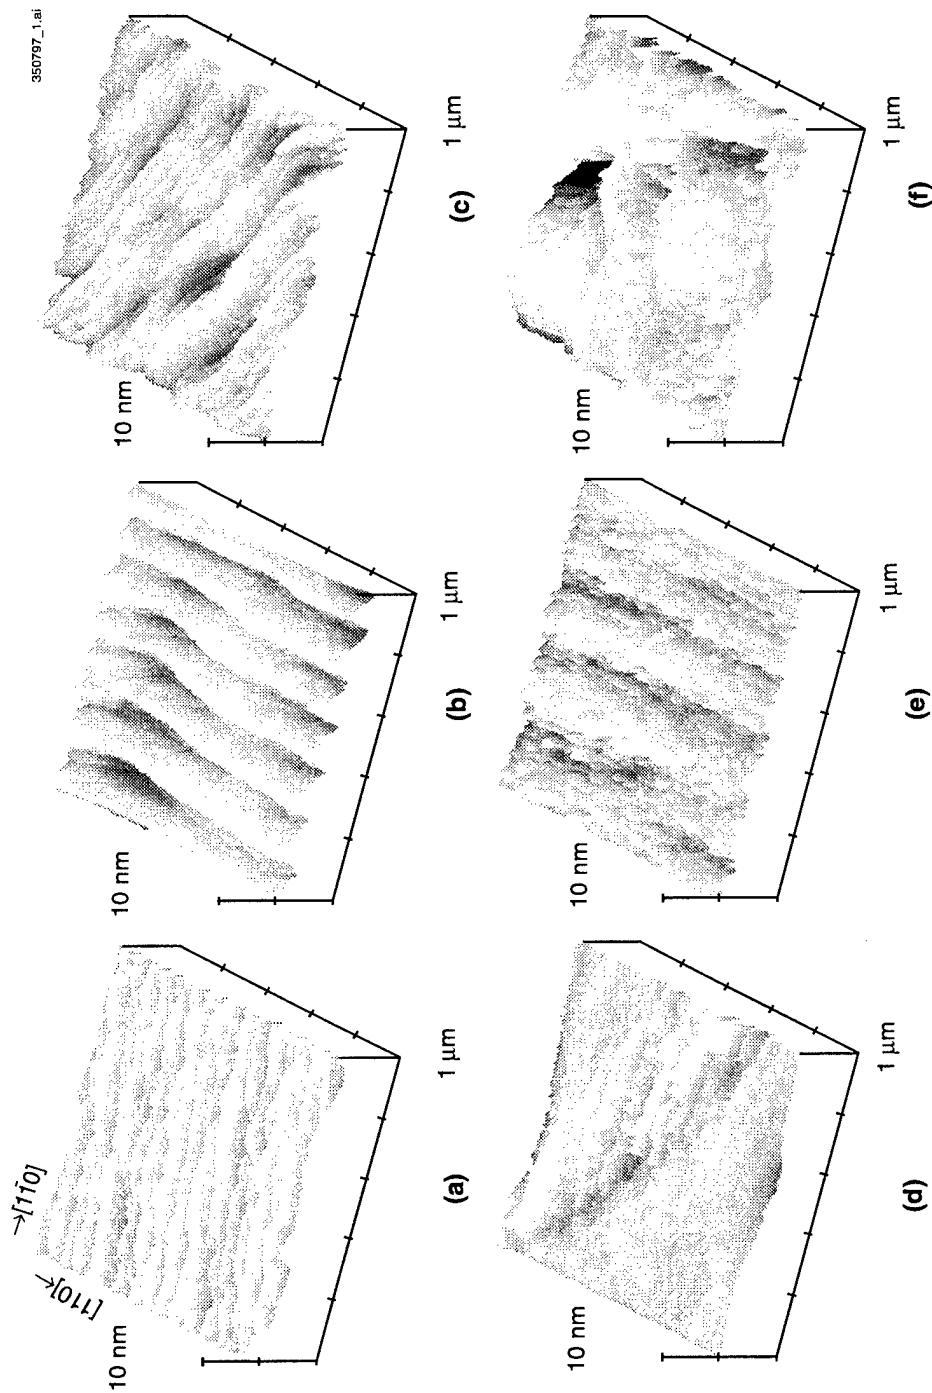 350797_1.ai
→[11̄0]
[110]←
10 nm
1 μm
(a)
10 nm
1 μm
(b)
10 nm
1 μm
(c)
10 nm
1 μm
(d)
10 nm
1 μm
(e)
10 nm
1 μm
(f)